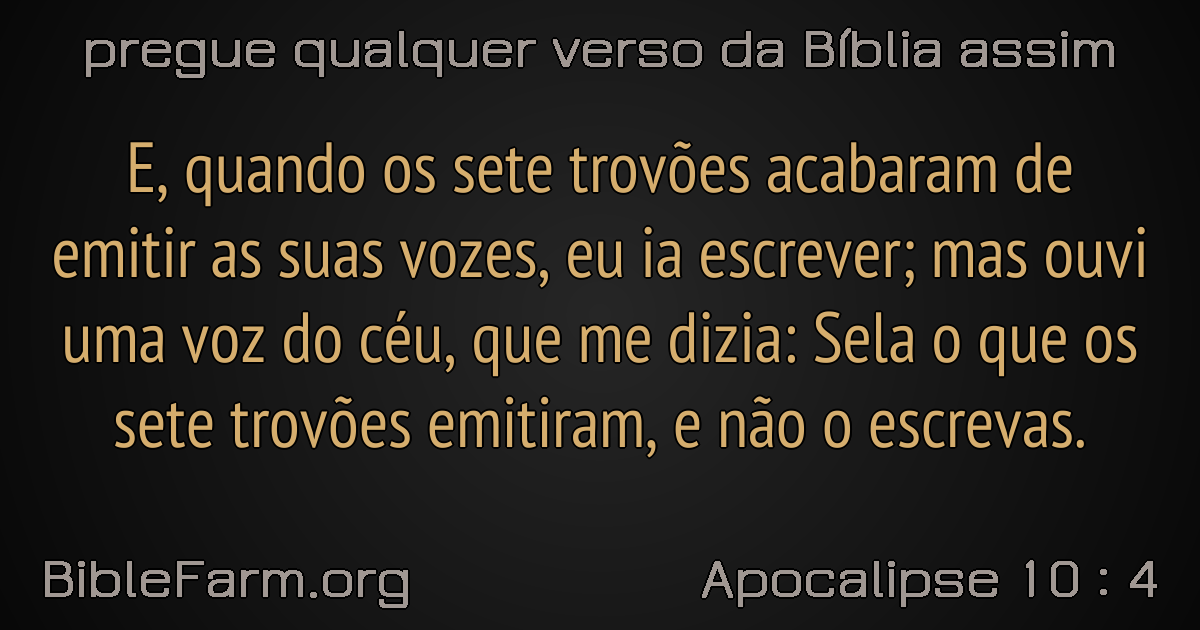 pregue qualquer verso da Bíblia assim
E, quando os sete trovões acabaram de
emitir as suas vozes, eu ia escrever; mas ouvi
uma voz do céu, que me dizia: Sela o que os
sete trovões emitiram, e não o escrevas.
BibleFarm.org
Apocalipse 10 : 4